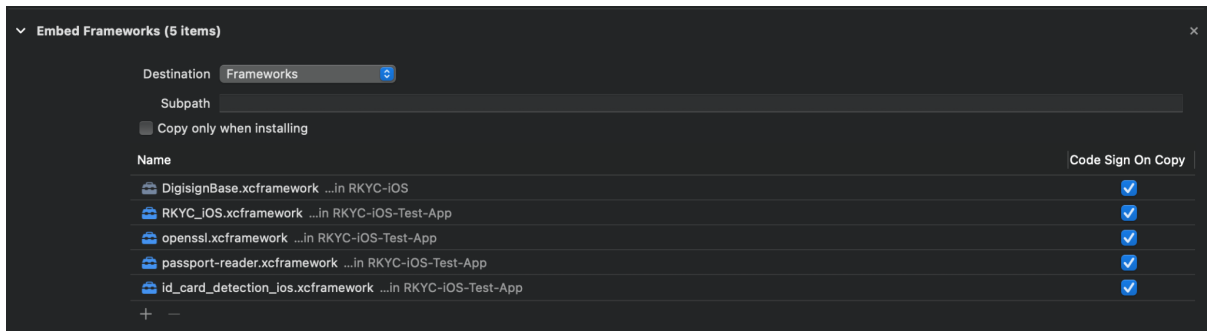 Embed Frameworks (5 items)
Destination Frameworks
Subpath
Copy only when installing
Name Code Sign On Copy
DigisignBase.xcframework ...in RKYC-iOS
RKYC_iOS.xcframework ...in RKYC-iOS-Test-App
openssl.xcframework ...in RKYC-iOS-Test-App
passport-reader.xcframework ...in RKYC-iOS-Test-App
id_card_detection_ios.xcframework ...in RKYC-iOS-Test-App